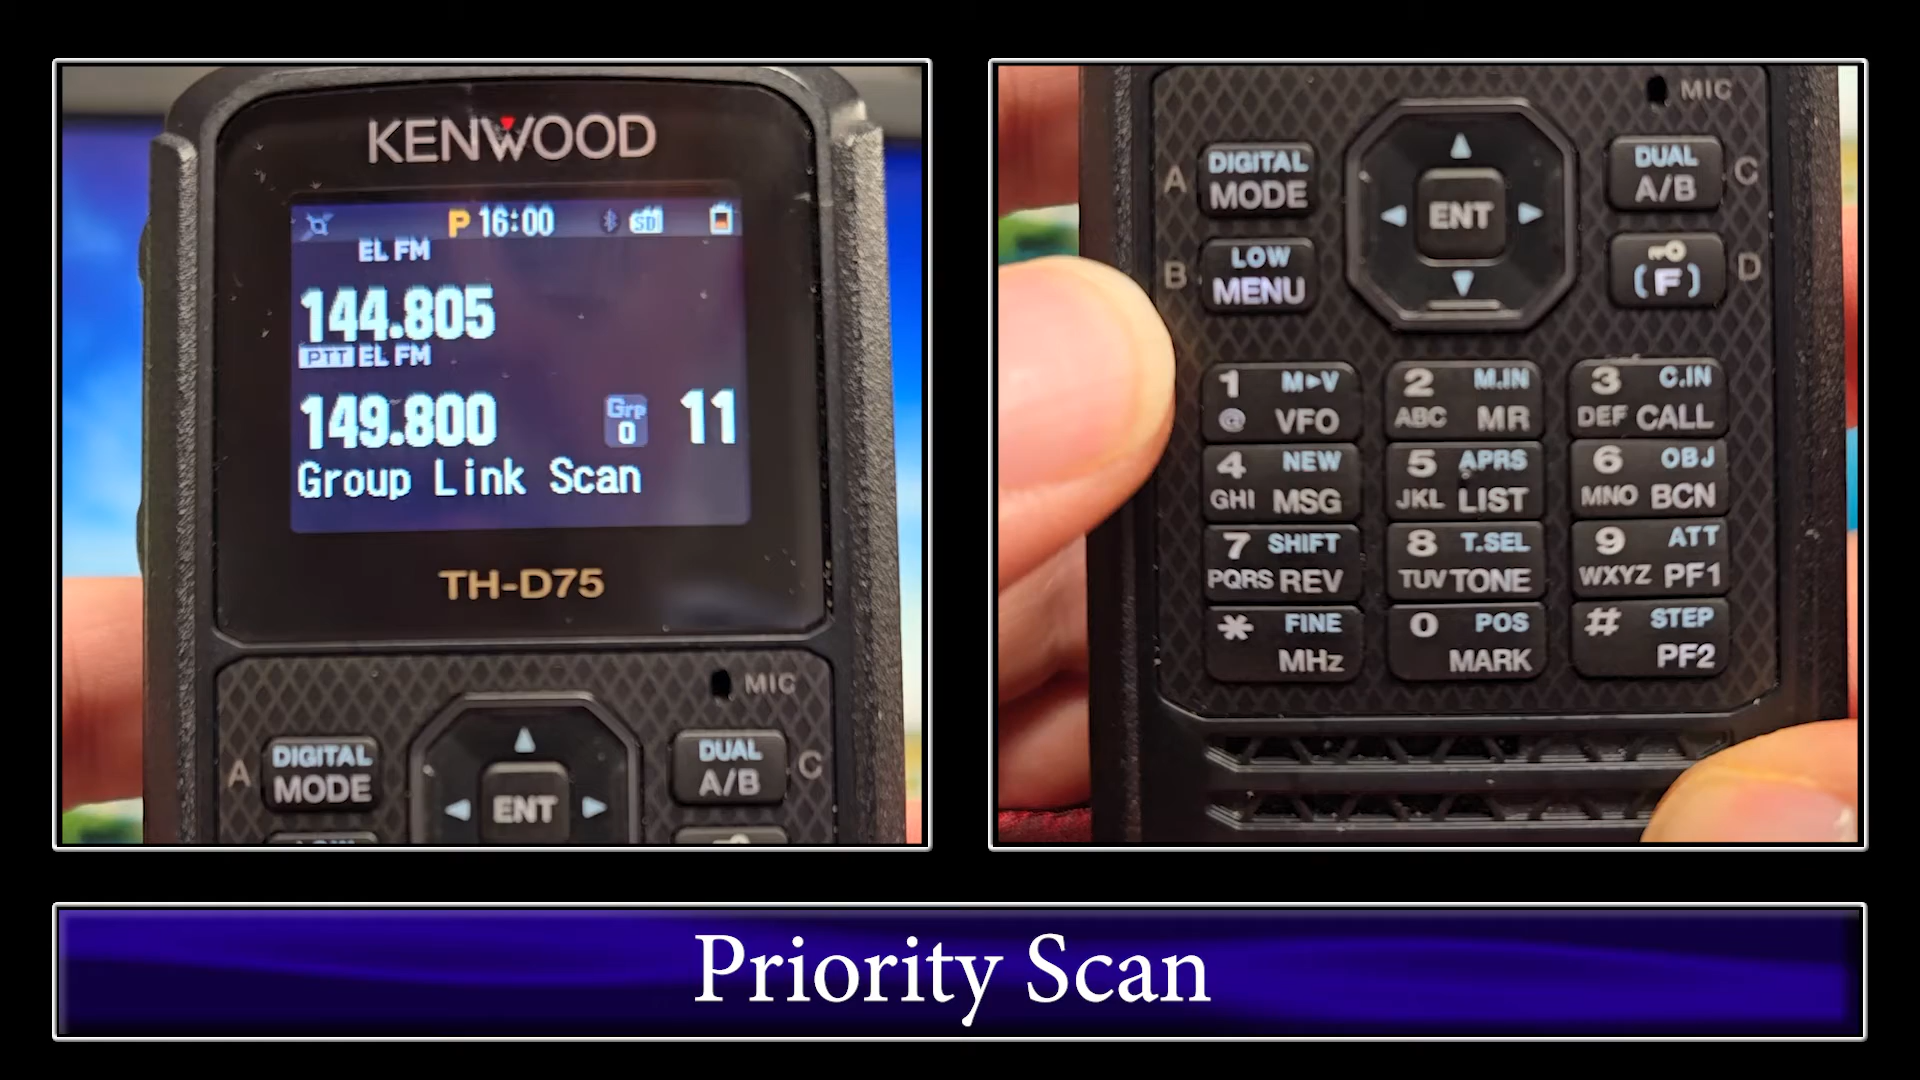 KENWOOD
P 16:00 SD
EL FM
144.805
PTT EL FM
149.800 Grp 0 11
Group Link Scan
TH-D75
MIC
A DIGITAL MODE
ENT
DUAL A/B C
MIC
A DIGITAL MODE
ENT
DUAL A/B C
B LOW MENU
(F) D
1 M▸V @ VFO
2 M.IN ABC MR
3 C.IN DEF CALL
4 NEW GHI MSG
5 APRS JKL LIST
6 OBJ MNO BCN
7 SHIFT PQRS REV
8 T.SEL TUV TONE
9 ATT WXYZ PF1
* FINE MHz
0 POS MARK
# STEP PF2
Priority Scan